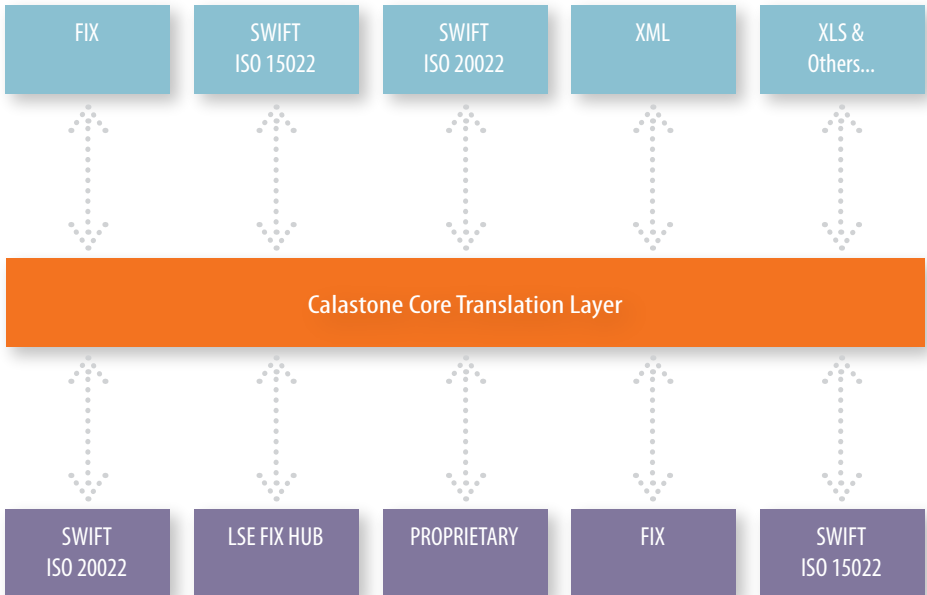 FIX
SWIFT
ISO 15022
SWIFT
ISO 20022
XML
XLS &
Others...
Calastone Core Translation Layer
SWIFT
ISO 20022
LSE FIX HUB
PROPRIETARY
FIX
SWIFT
ISO 15022